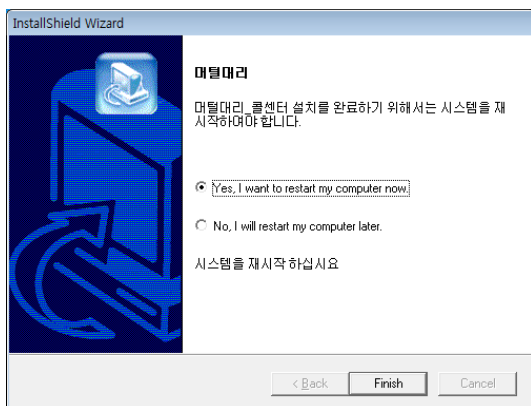 InstallShield Wizard
머털대리
머털대리_콜센터 설치를 완료하기 위해서는 시스템을 재
시작하여야 합니다.
Yes, I want to restart my computer now.
No, I will restart my computer later.
시스템을 재시작 하십시요
< Back
Finish
Cancel